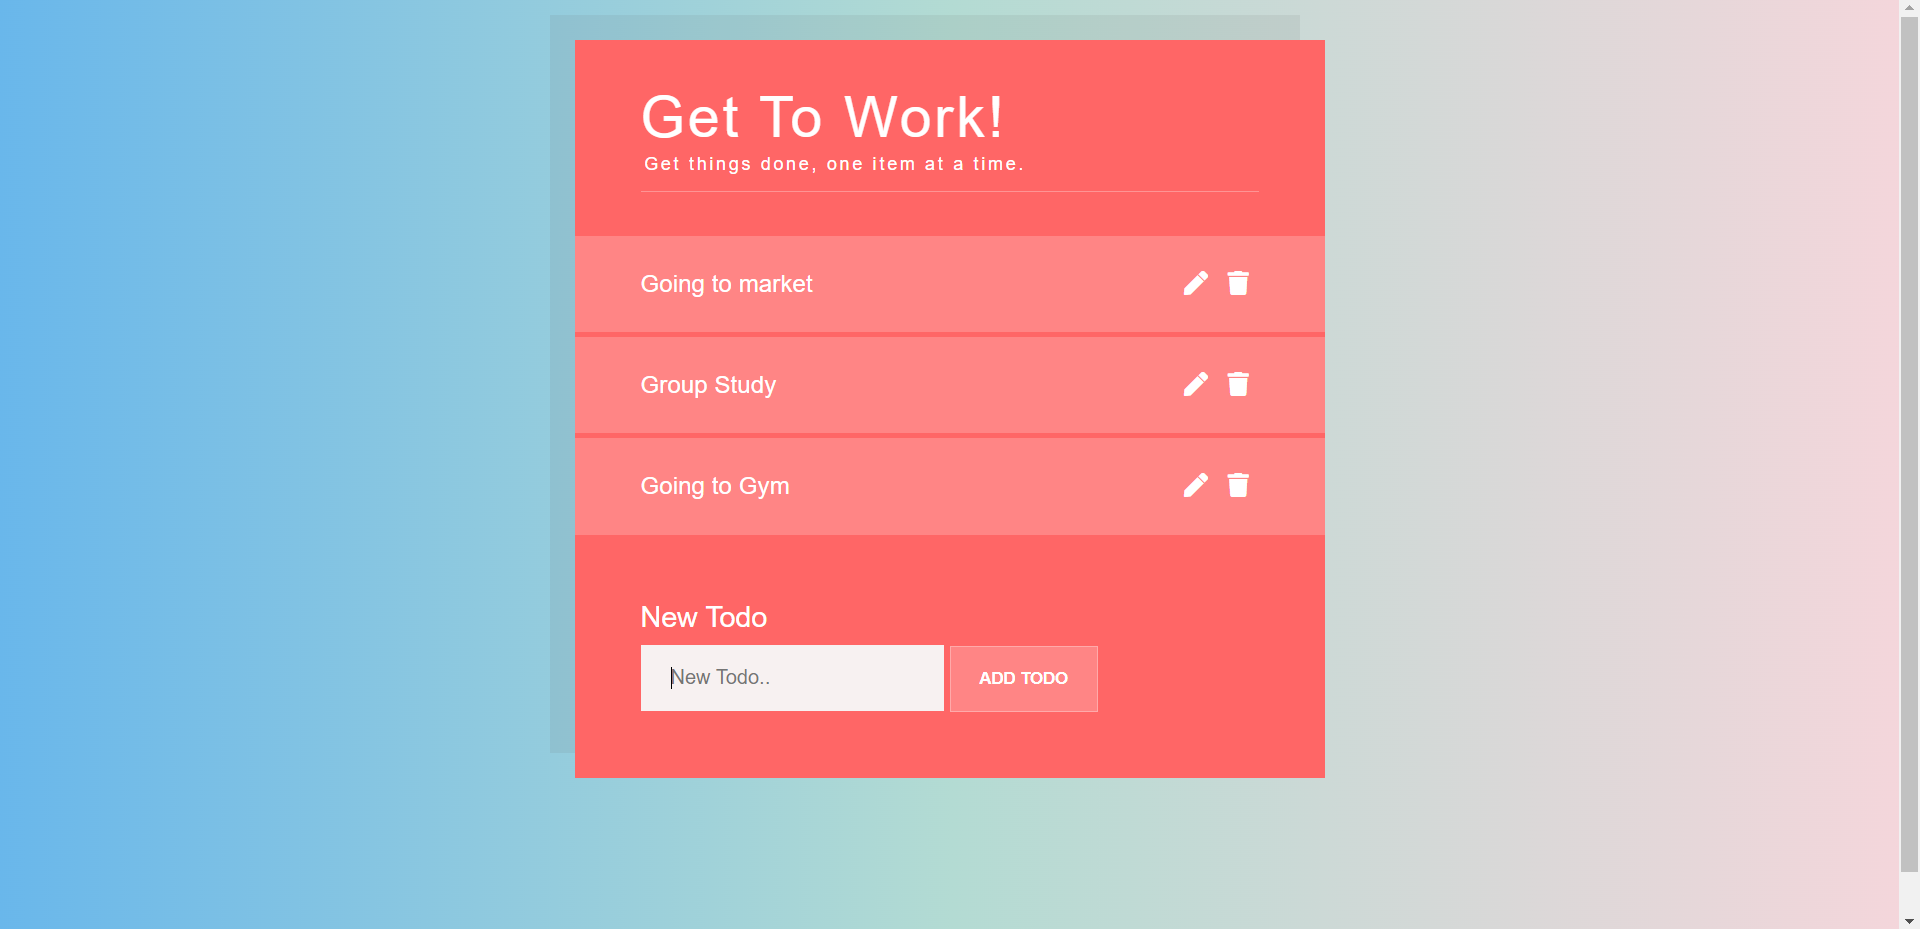 Get To Work!
Get things done, one item at a time.
Going to market
Group Study
Going to Gym
New Todo
New Todo..
ADD TODO